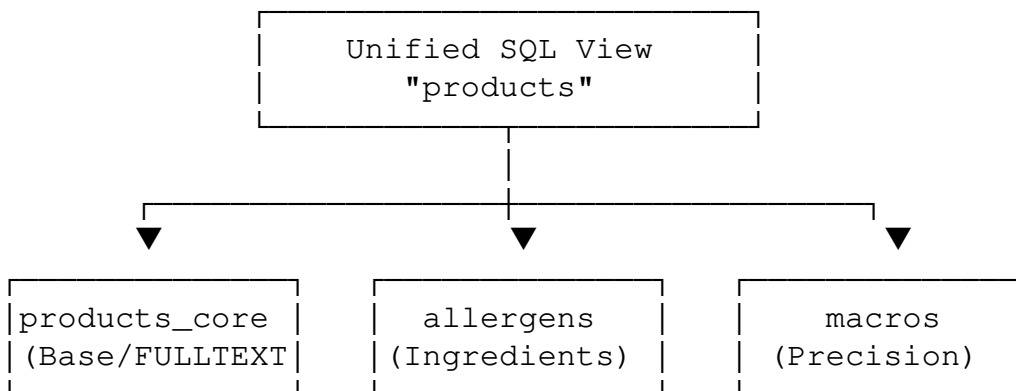 Unified SQL View
"products"
products_core
(Base/FULLTEXT
allergens
(Ingredients)
macros
(Precision)